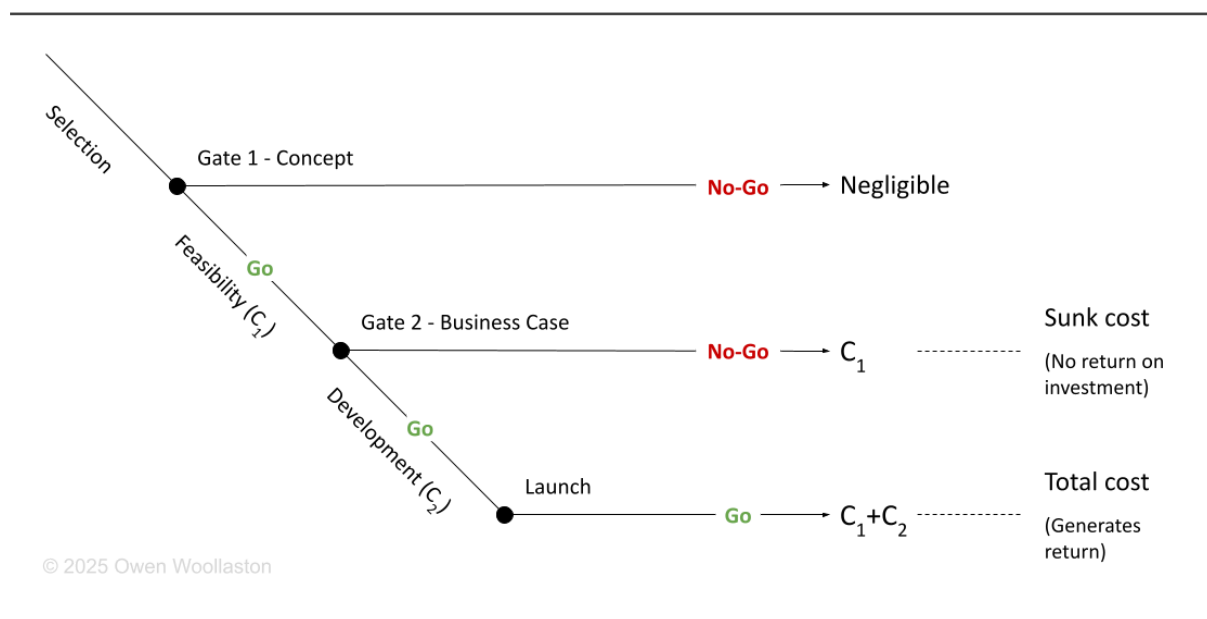 Selection
Gate 1 - Concept
No-Go
Negligible
Feasibility (C₁)
Go
Gate 2 - Business Case
No-Go
C₁
Sunk cost
(No return on
investment)
Development (C₂)
Go
Launch
Go
C₁+C₂
Total cost
(Generates
return)
© 2025 Owen Woollaston